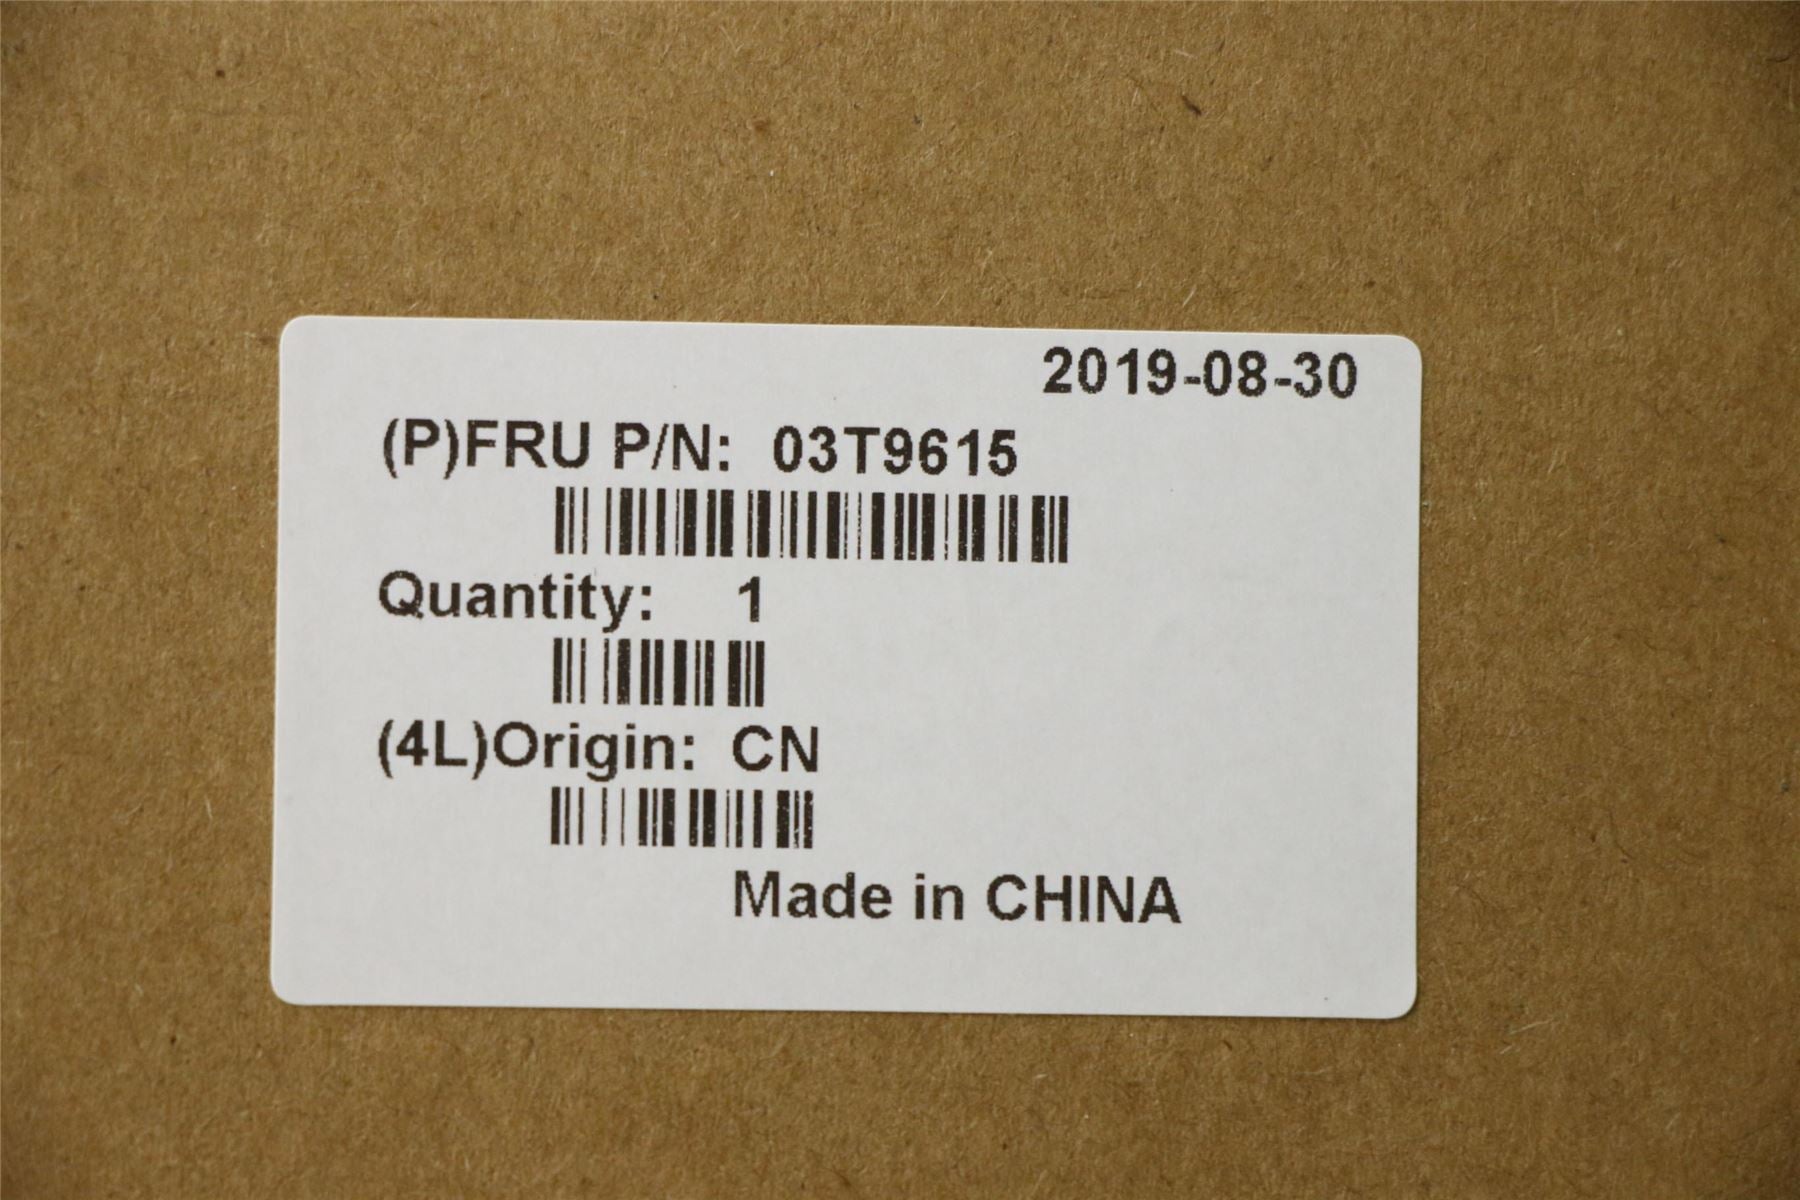 2019-08-30
(P)FRU P/N: 03T9615
Quantity: 1
(4L)Origin: CN
Made in CHINA